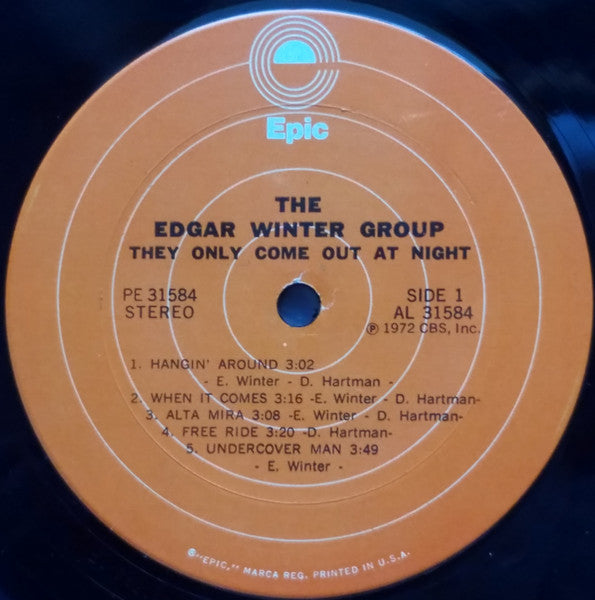 Epic
THE
EDGAR WINTER GROUP
THEY ONLY COME OUT AT NIGHT
PE 31584
STEREO
SIDE 1
AL 31584
℗ 1972 CBS, Inc.
1. HANGIN' AROUND 3:02
- E. Winter - D. Hartman -
2. WHEN IT COMES 3:16 -E. Winter - D. Hartman-
3. ALTA MIRA 3:08 -E. Winter - D. Hartman-
4. FREE RIDE 3:20 -D. Hartman-
5. UNDERCOVER MAN 3:49
- E. Winter -
®"EPIC," MARCA REG. PRINTED IN U.S.A.